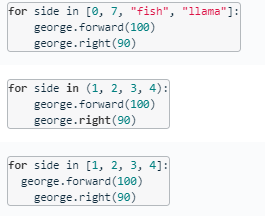 for side in [0, 7, "fish", "llama"]:
    george.forward(100)
    george.right(90)
for side in (1, 2, 3, 4):
    george.forward(100)
    george.right(90)
for side in [1, 2, 3, 4]:
  george.forward(100)
    george.right(90)